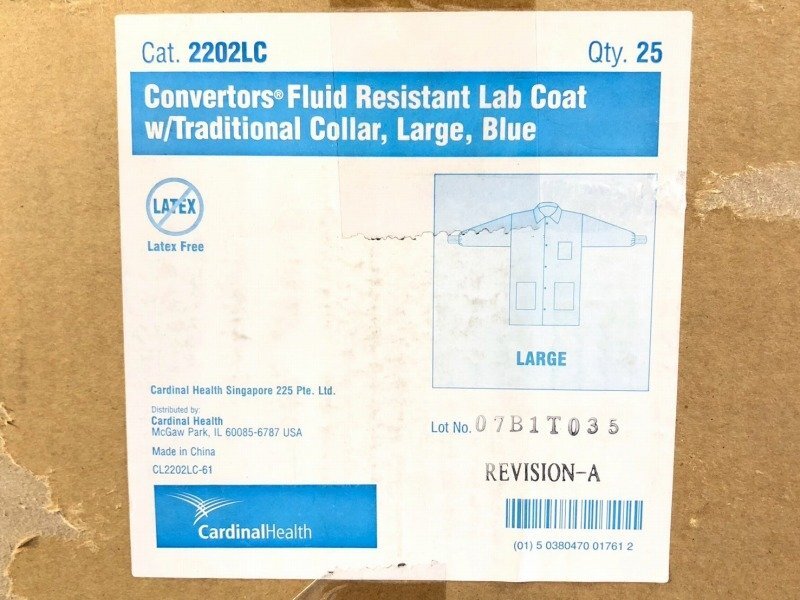 Cat. 2202LC
Qty. 25
Convertors® Fluid Resistant Lab Coat
w/Traditional Collar, Large, Blue
LATEX
Latex Free
LARGE
Cardinal Health Singapore 225 Pte. Ltd.
Distributed by:
Cardinal Health
McGaw Park, IL 60085-6787 USA
Made in China
CL2202LC-61
Lot No. 07B1T035
REVISION-A
CardinalHealth
(01) 5 0380470 01761 2